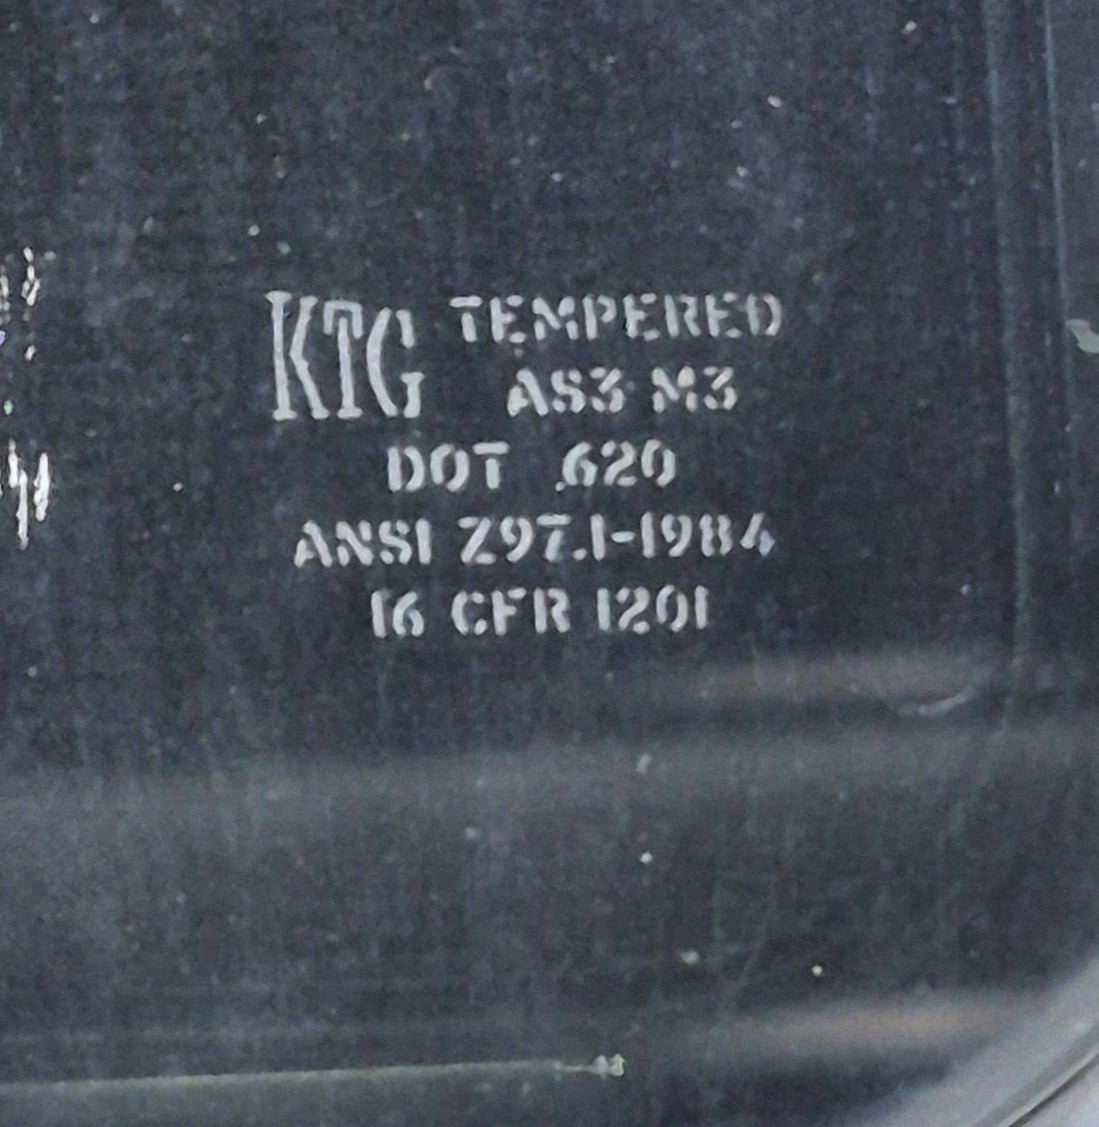 KTG TEMPERED
AS3 M3
DOT 620
ANSI Z97.1-1984
16 CFR 1201